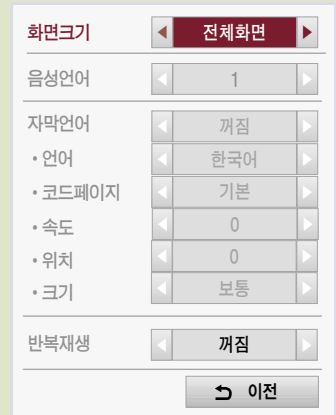 화면크기 전체화면
음성언어 1
자막언어 꺼짐
• 언어 한국어
• 코드페이지 기본
• 속도 0
• 위치 0
• 크기 보통
반복재생 꺼짐
이전